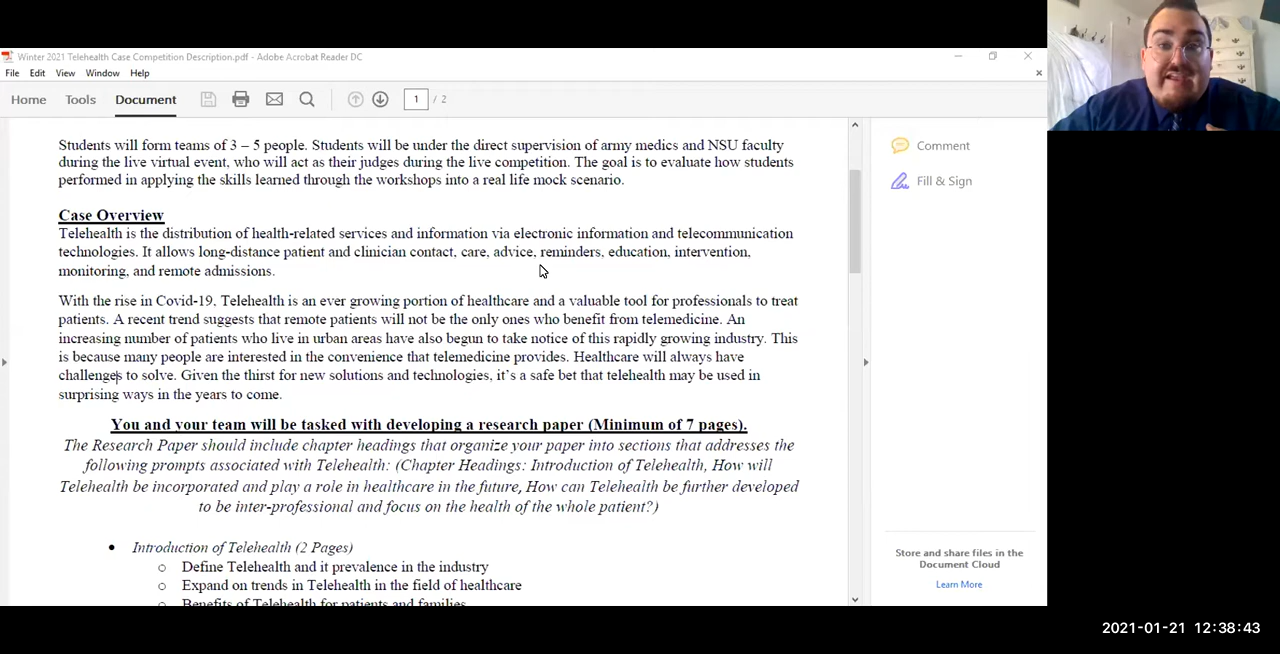 Winter 2021 Telehealth Case Competition Description.pdf - Adobe Acrobat Reader DC
File Edit View Window Help
Home Tools Document 1 / 2
Students will form teams of 3 – 5 people. Students will be under the direct supervision of army medics and NSU faculty
during the live virtual event, who will act as their judges during the live competition. The goal is to evaluate how students
performed in applying the skills learned through the workshops into a real life mock scenario.
Case Overview
Telehealth is the distribution of health-related services and information via electronic information and telecommunication
technologies. It allows long-distance patient and clinician contact, care, advice, reminders, education, intervention,
monitoring, and remote admissions.
With the rise in Covid-19, Telehealth is an ever growing portion of healthcare and a valuable tool for professionals to treat
patients. A recent trend suggests that remote patients will not be the only ones who benefit from telemedicine. An
increasing number of patients who live in urban areas have also begun to take notice of this rapidly growing industry. This
is because many people are interested in the convenience that telemedicine provides. Healthcare will always have
challenges to solve. Given the thirst for new solutions and technologies, it’s a safe bet that telehealth may be used in
surprising ways in the years to come.
You and your team will be tasked with developing a research paper (Minimum of 7 pages).
The Research Paper should include chapter headings that organize your paper into sections that addresses the
following prompts associated with Telehealth: (Chapter Headings: Introduction of Telehealth, How will
Telehealth be incorporated and play a role in healthcare in the future, How can Telehealth be further developed
to be inter-professional and focus on the health of the whole patient?)
• Introduction of Telehealth (2 Pages)
o Define Telehealth and it prevalence in the industry
o Expand on trends in Telehealth in the field of healthcare
o Benefits of Telehealth for patients and families
Comment
Fill & Sign
Store and share files in the
Document Cloud
Learn More
2021-01-21 12:38:43